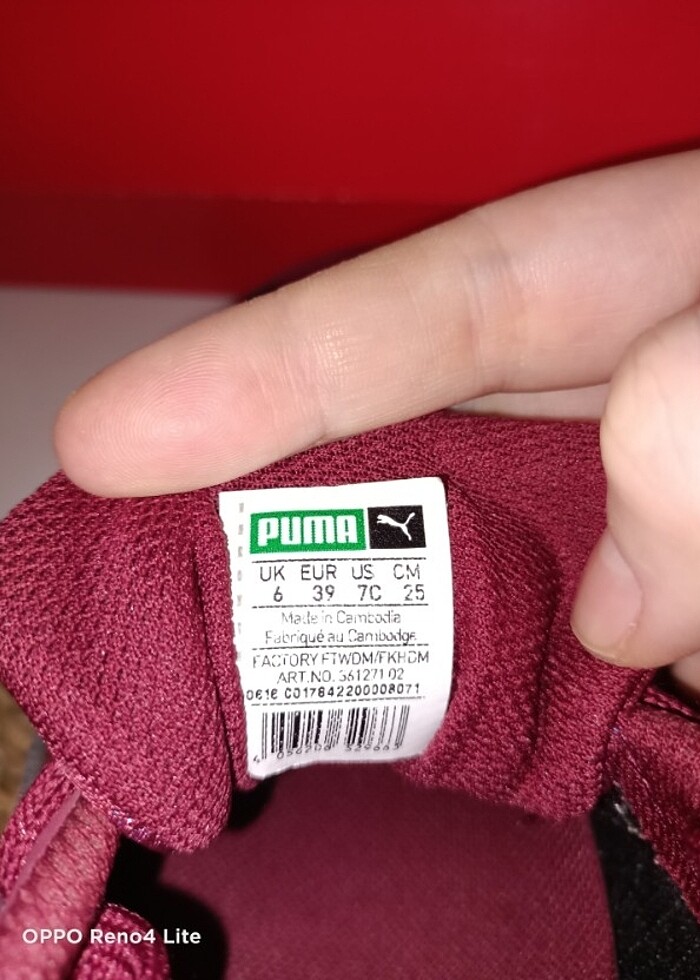 PUMA
UK EUR US CM
6 39 7C 25
Made in Cambodia
Fabriqué au Cambodge
FACTORY FTWDM/FKHDM
ART.NO. 361271 02
0616 C017842200008071
OPPO Reno4 Lite